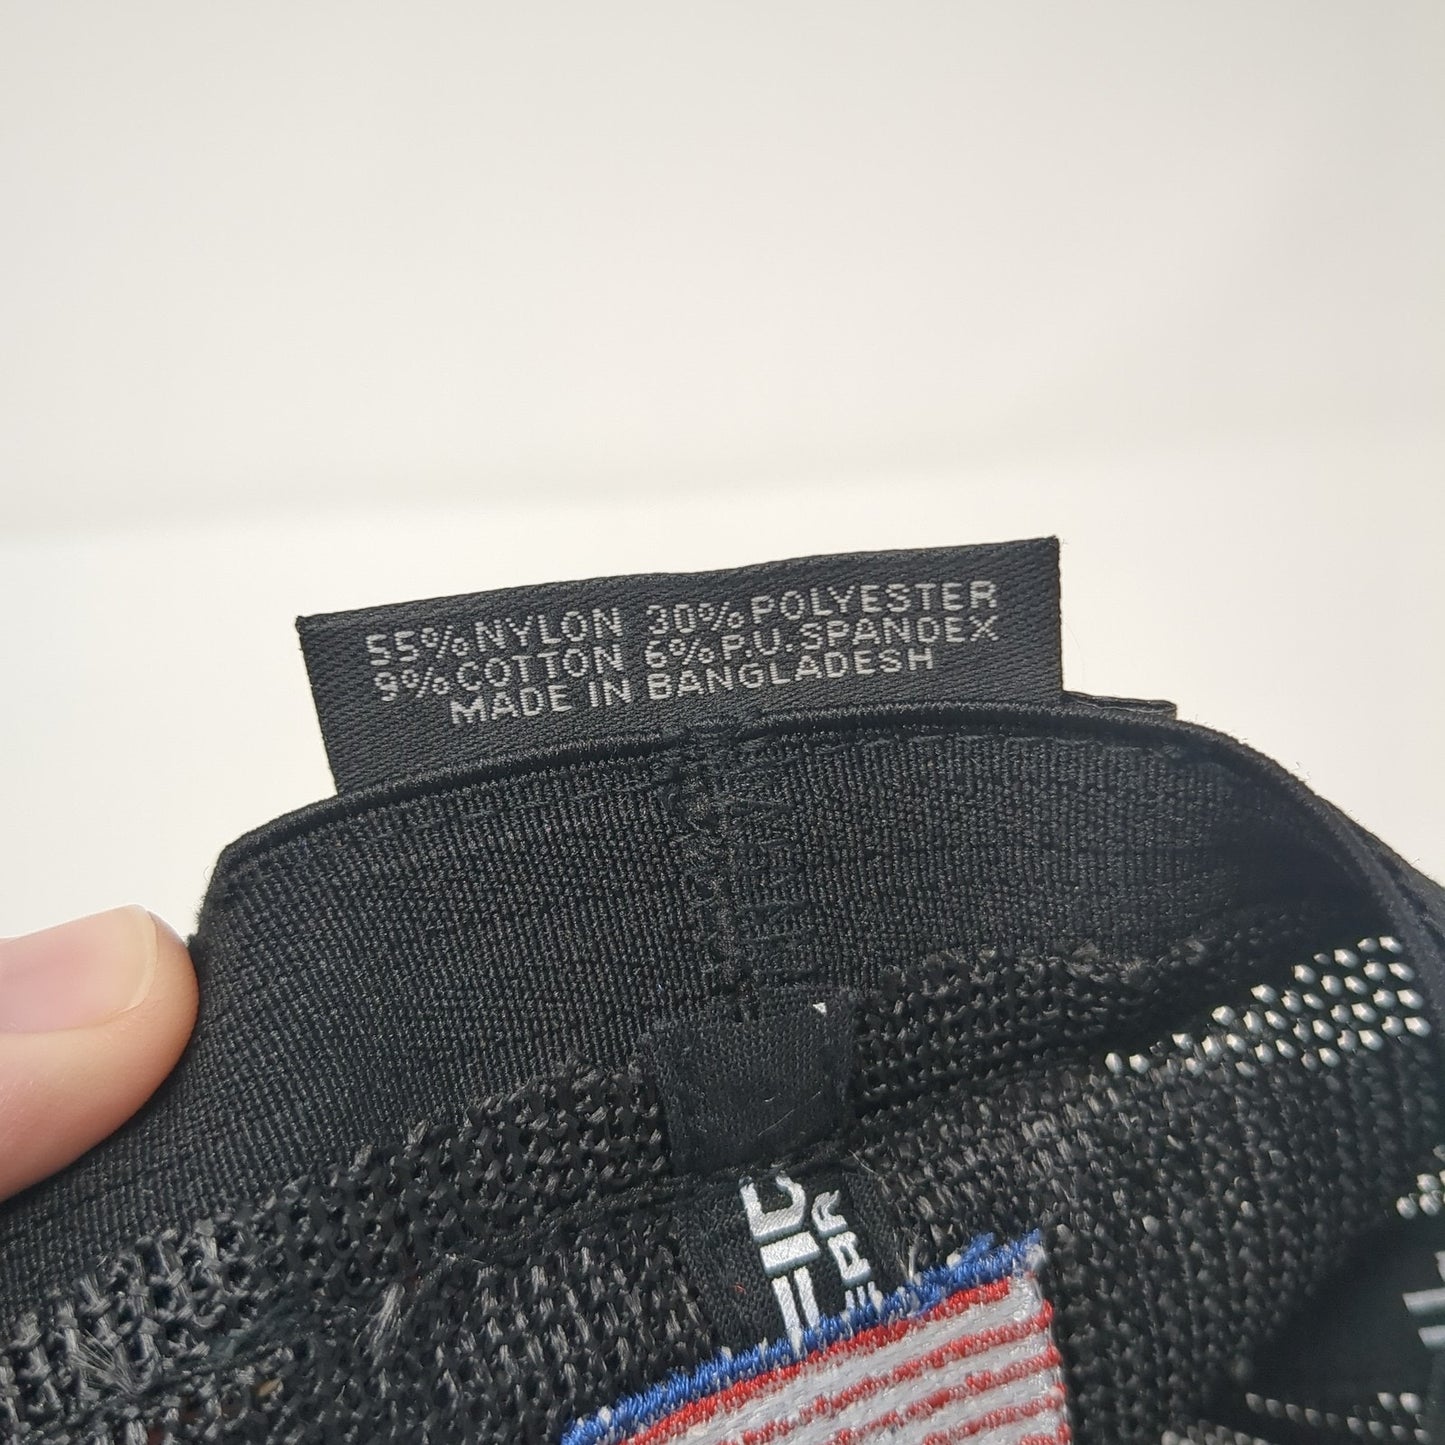 55% NYLON 30% POLYESTER
9% COTTON 6% P.U. SPANDEX
MADE IN BANGLADESH